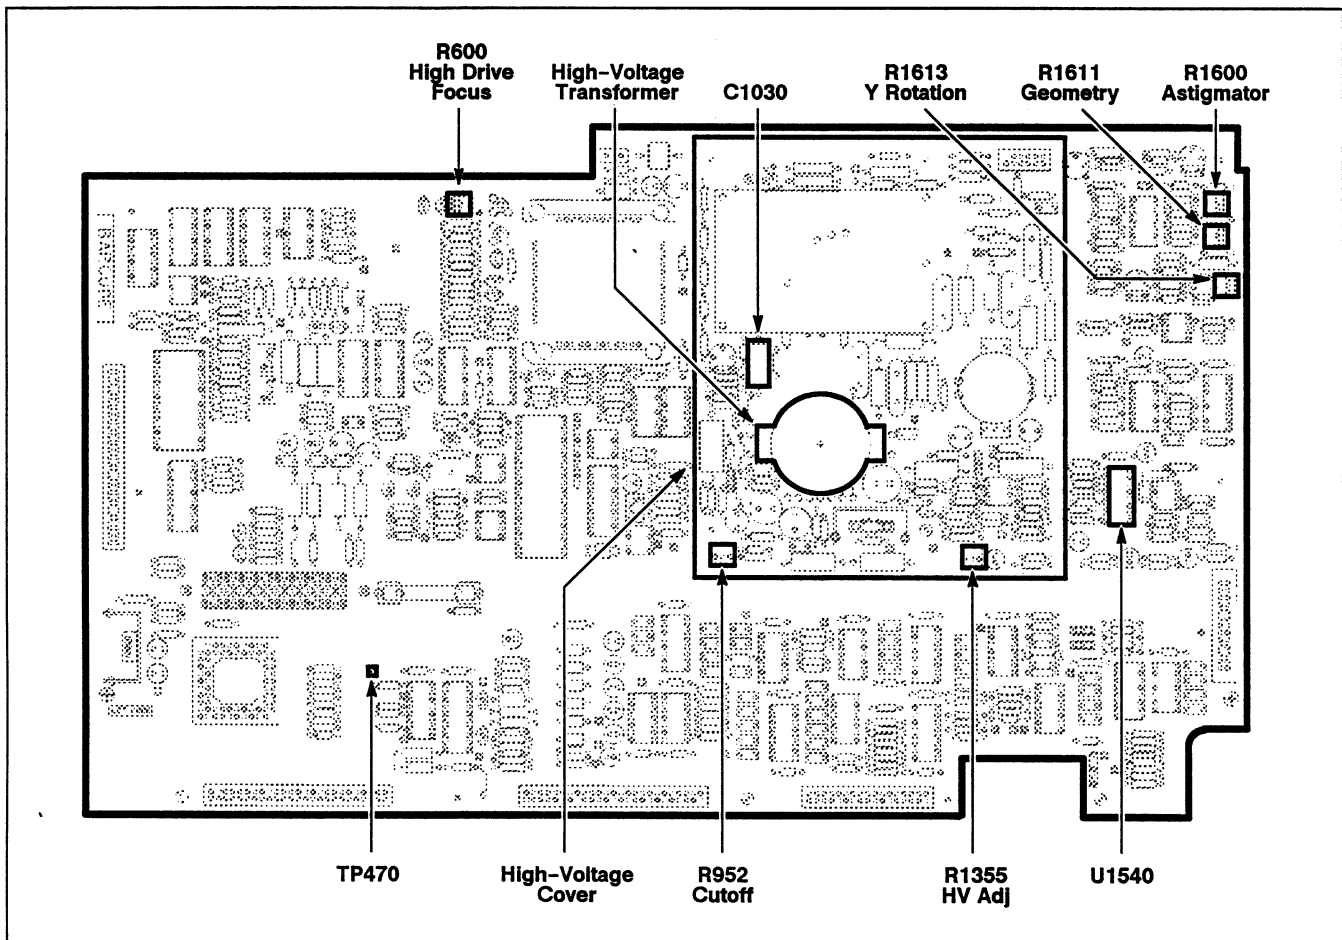 R600
High Drive
Focus
High-Voltage
Transformer
C1030
R1613
Y Rotation
R1611
Geometry
R1600
Astigmator
TP470
High-Voltage
Cover
R952
Cutoff
R1355
HV Adj
U1540